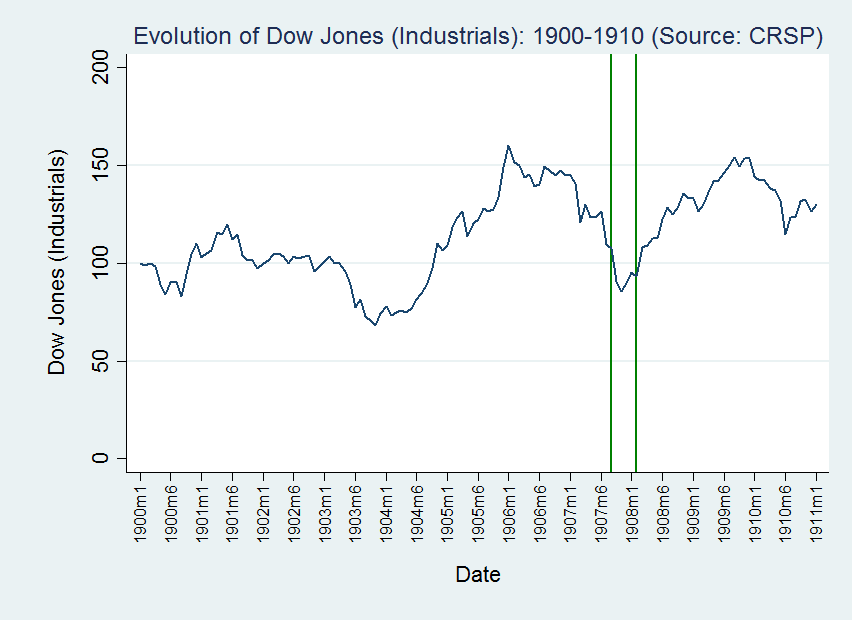 Evolution of Dow Jones (Industrials): 1900-1910 (Source: CRSP)
Dow Jones (Industrials)
200
150
100
50
0
1900m1
1900m6
1901m1
1901m6
1902m1
1902m6
1903m1
1903m6
1904m1
1904m6
1905m1
1905m6
1906m1
1906m6
1907m1
1907m6
1908m1
1908m6
1909m1
1909m6
1910m1
1910m6
1911m1
Date